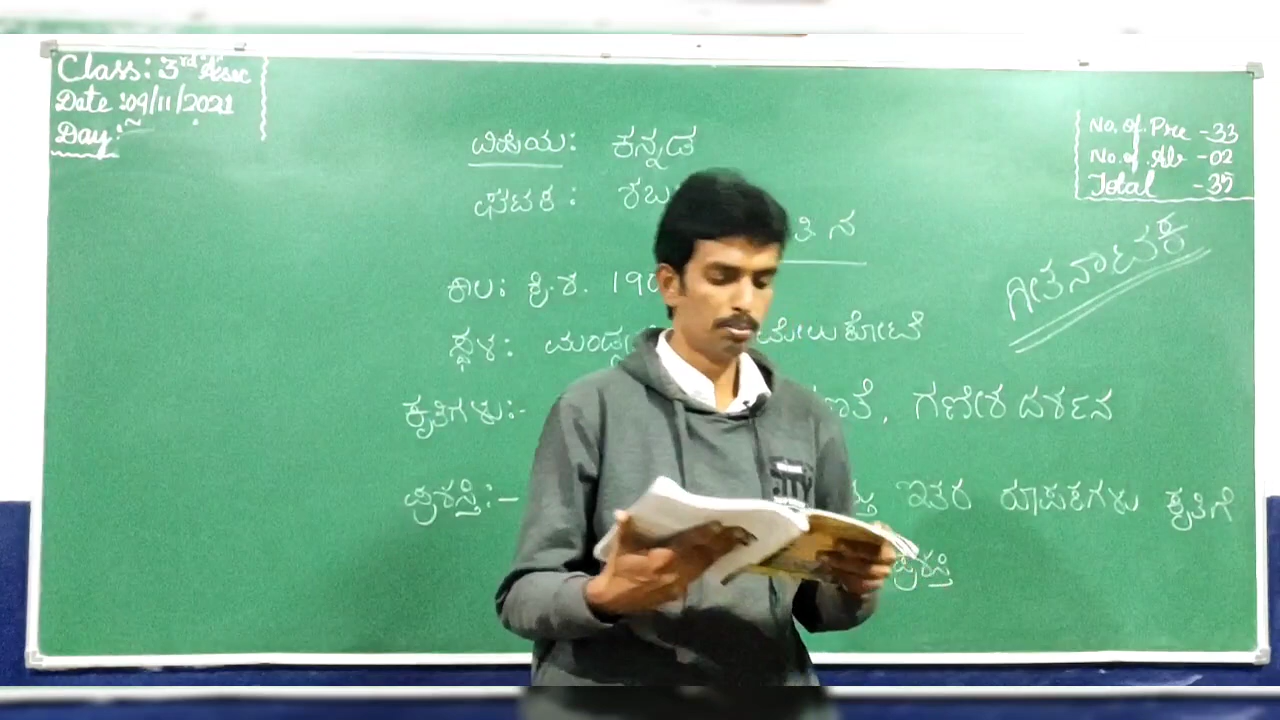 Class: 3rd
Date :09/11/2021
Day:
No. of. Pre -33
No. of. Ab -02
Total -35
ವಿಷಯ: ಕನ್ನಡ
ಘಟಕ: ಶಬ
ತಿ ನ
ಗೀತನಾಟಕ
ಕಾಲ: ಕ್ರಿ.ಶ. 190
ಸ್ಥಳ: ಮಂಡ್ಯ ಮೇಲುಕೋಟೆ
ಕೃತಿಗಳು:- ಣತೆ, ಗಣೇಶ ದರ್ಶನ
ಪ್ರಶಸ್ತಿ:- ತ್ತು ಇತರ ರೂಪಕಗಳು ಕೃತಿಗೆ
ಪ್ರಶಸ್ತಿ
CITY